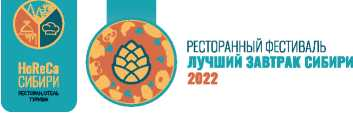 HoReCa
СИБИРИ
РЕСТОРАН, ОТЕЛЬ
ТУРИЗМ
РЕСТОРАННЫЙ ФЕСТИВАЛЬ
ЛУЧШИЙ ЗАВТРАК СИБИРИ
2022